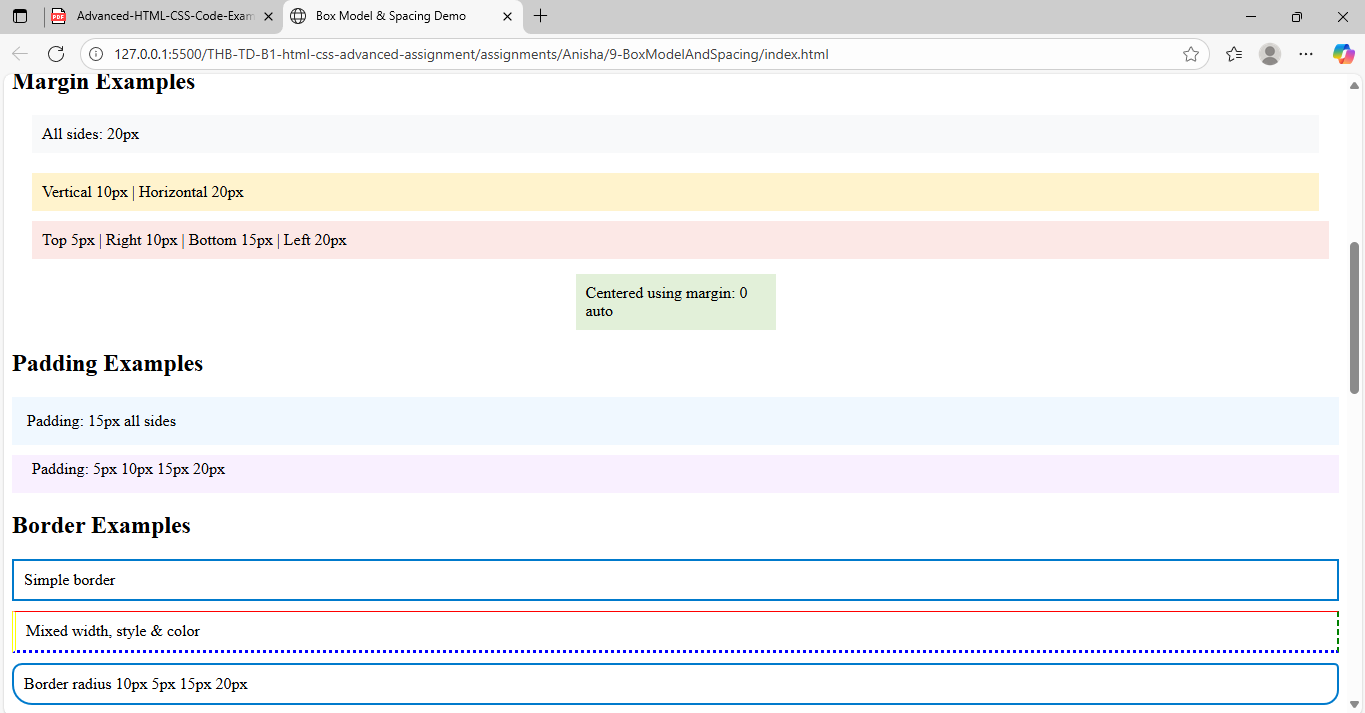 Advanced-HTML-CSS-Code-Exam
Box Model & Spacing Demo
127.0.0.1:5500/THB-TD-B1-html-css-advanced-assignment/assignments/Anisha/9-BoxModelAndSpacing/index.html
Margin Examples
All sides: 20px
Vertical 10px | Horizontal 20px
Top 5px | Right 10px | Bottom 15px | Left 20px
Centered using margin: 0
auto
Padding Examples
Padding: 15px all sides
Padding: 5px 10px 15px 20px
Border Examples
Simple border
Mixed width, style & color
Border radius 10px 5px 15px 20px